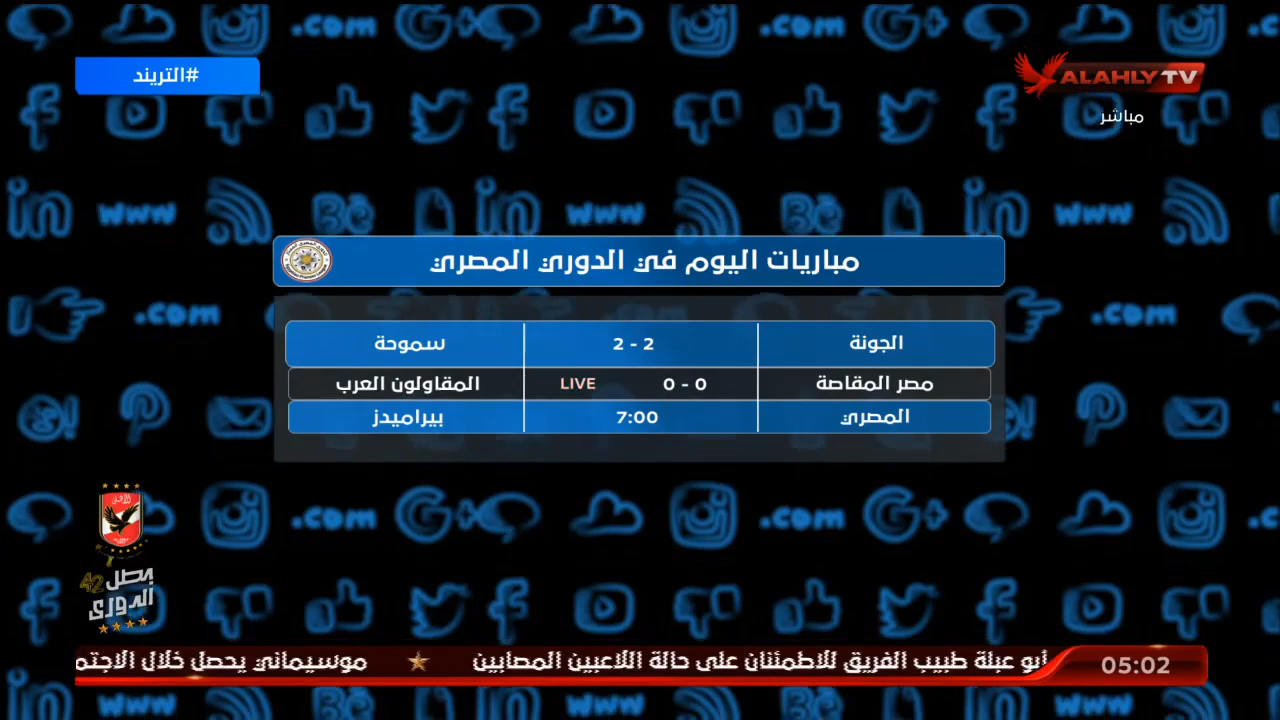 #التريند
ALAHLY TV
مباشر
مباريات اليوم في الدوري المصري
الجونة 2 - 2 سموحة
مصر المقاصة 0 - 0 LIVE المقاولون العرب
المصري 7:00 بيراميدز
بطل الدورى 42
أبو عبلة طبيب الفريق للاطمئنان على حالة اللاعبين المصابين ★ موسيماني يحصل خلال الاجتم
05:02